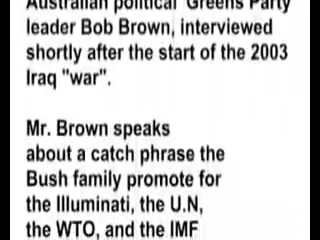 Australian political 'Greens Party
leader Bob Brown, interviewed
shortly after the start of the 2003
Iraq "war".
Mr. Brown speaks
about a catch phrase the
Bush family promote for
the Illuminati, the U.N,
the WTO, and the IMF